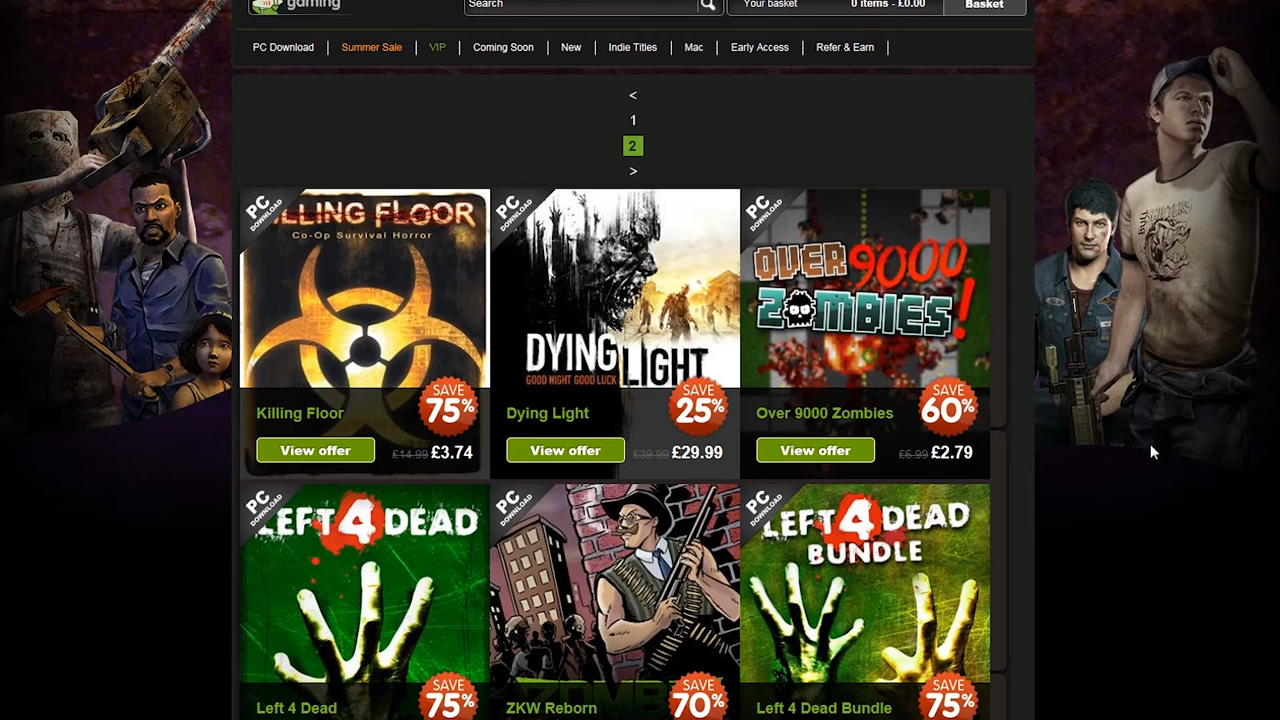 gaming
Search
Your basket
0 items - £0.00
Basket
PC Download
Summer Sale
VIP
Coming Soon
New
Indie Titles
Mac
Early Access
Refer & Earn
<
1
2
>
PC
DOWNLOAD
KILLING FLOOR
Co-Op Survival Horror
SAVE
75%
Killing Floor
View offer
£14.99 £3.74
PC
DOWNLOAD
DYING LIGHT
GOOD NIGHT GOOD LUCK
SAVE
25%
Dying Light
View offer
£39.99 £29.99
PC
DOWNLOAD
OVER 9000
ZOMBIES!
SAVE
60%
Over 9000 Zombies
View offer
£6.99 £2.79
PC
DOWNLOAD
LEFT 4 DEAD
SAVE
75%
Left 4 Dead
PC
DOWNLOAD
SAVE
70%
ZKW Reborn
PC
DOWNLOAD
LEFT 4 DEAD
BUNDLE
SAVE
75%
Left 4 Dead Bundle